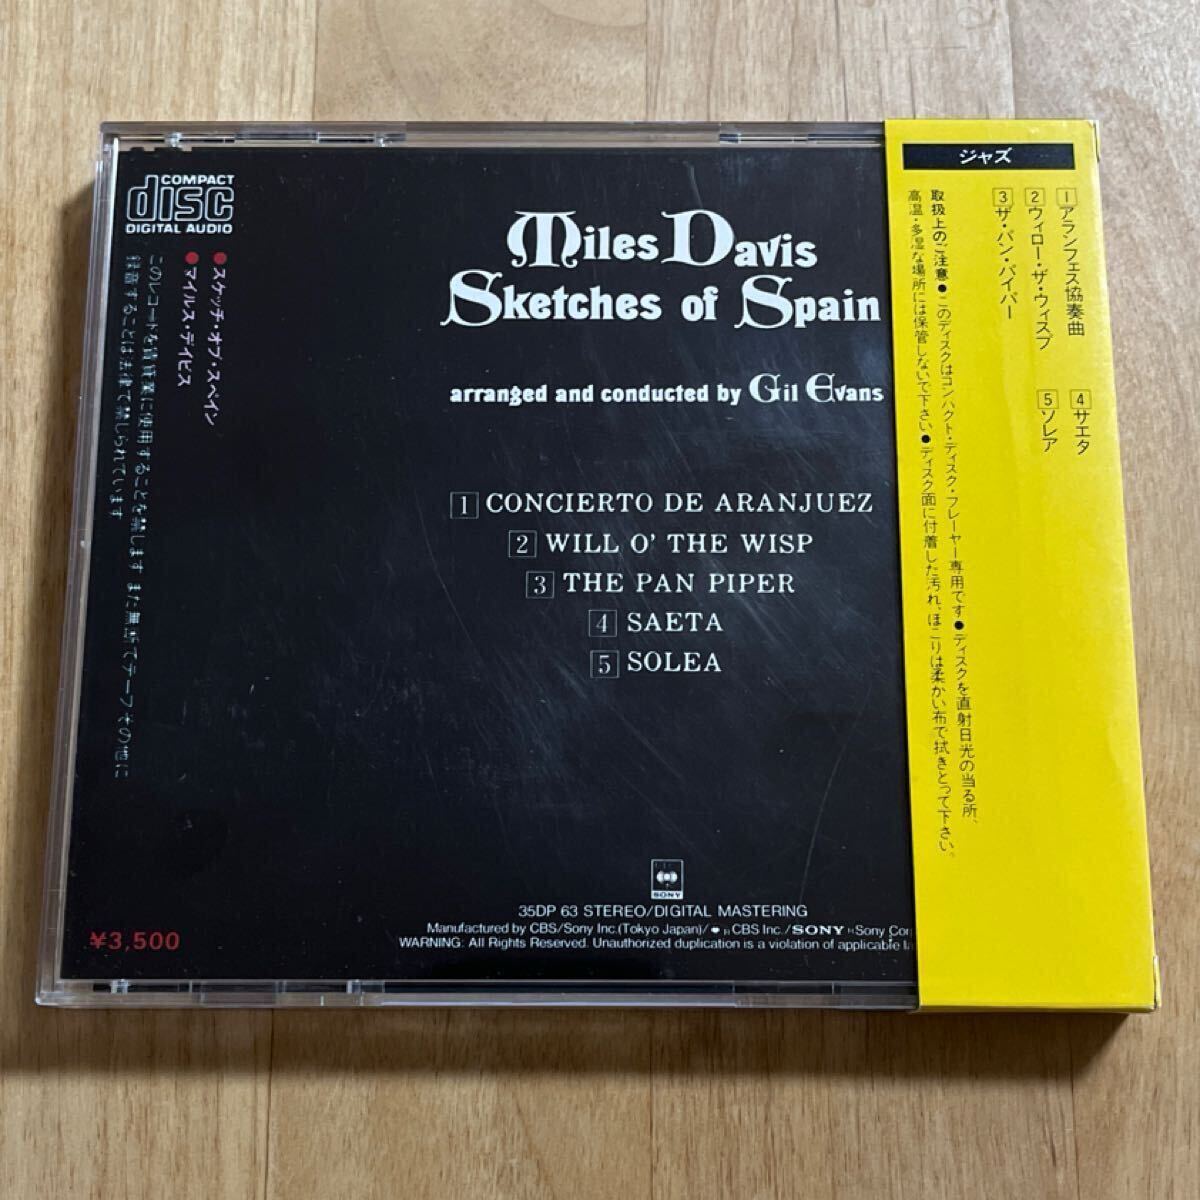 COMPACT
disc
DIGITAL AUDIO
●スケッチ・オブ・スペイン
●マイルス・デイビス
このレコードを賃貸業に使用することを禁じます また無断でテープその他に
録音することは法律で禁じられています
¥3,500
Miles Davis
Sketches of Spain
arranged and conducted by Gil Evans
1 CONCIERTO DE ARANJUEZ
2 WILL O' THE WISP
3 THE PAN PIPER
4 SAETA
5 SOLEA
SONY
35DP 63 STEREO/DIGITAL MASTERING
Manufactured by CBS/Sony Inc.(Tokyo Japan)/ CBS Inc./SONY Sony Cor
WARNING: All Rights Reserved. Unauthorized duplication is a violation of applicable la
ジャズ
1 アランフェス協奏曲
2 ウィロー・ザ・ウィスプ
3 ザ・パン・パイパー
4 サエタ
5 ソレア
取扱上のご注意●このディスクはコンパクト・ディスク・プレーヤー専用です●ディスクを直射日光の当る所、
高温・多湿な場所には保管しないで下さい●ディスク面に付着した汚れ、ほこりは柔かい布で拭きとって下さい。